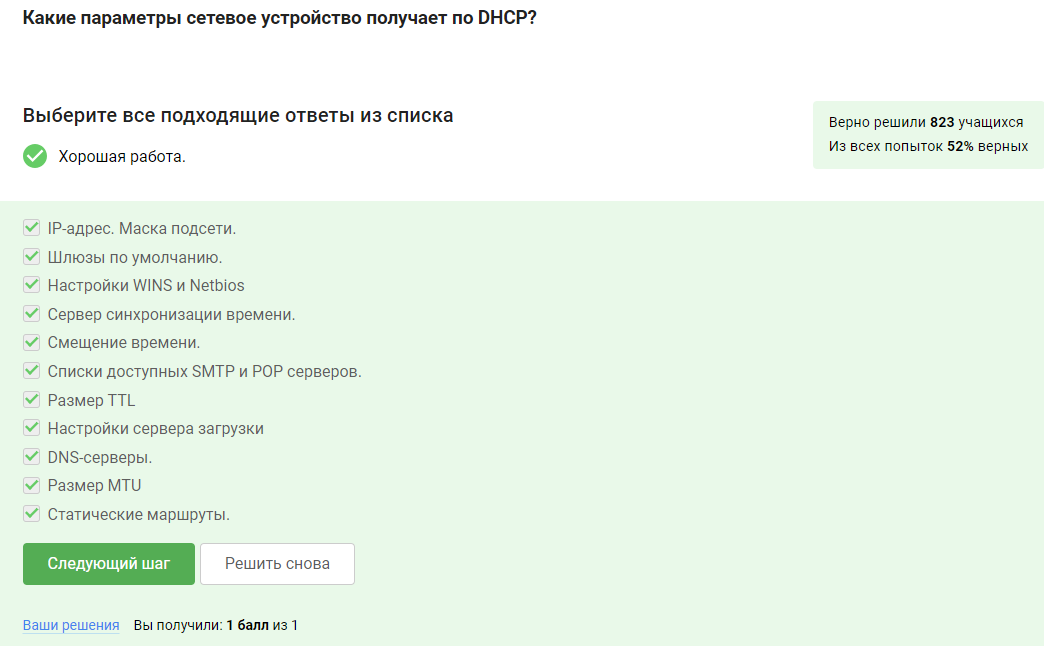 Какие параметры сетевое устройство получает по DHCP?
Выберите все подходящие ответы из списка
Верно решили 823 учащихся
Из всех попыток 52% верных
Хорошая работа.
IP-адрес. Маска подсети.
Шлюзы по умолчанию.
Настройки WINS и Netbios
Сервер синхронизации времени.
Смещение времени.
Списки доступных SMTP и POP серверов.
Размер TTL
Настройки сервера загрузки
DNS-серверы.
Размер MTU
Статические маршруты.
Следующий шаг
Решить снова
Ваши решения Вы получили: 1 балл из 1